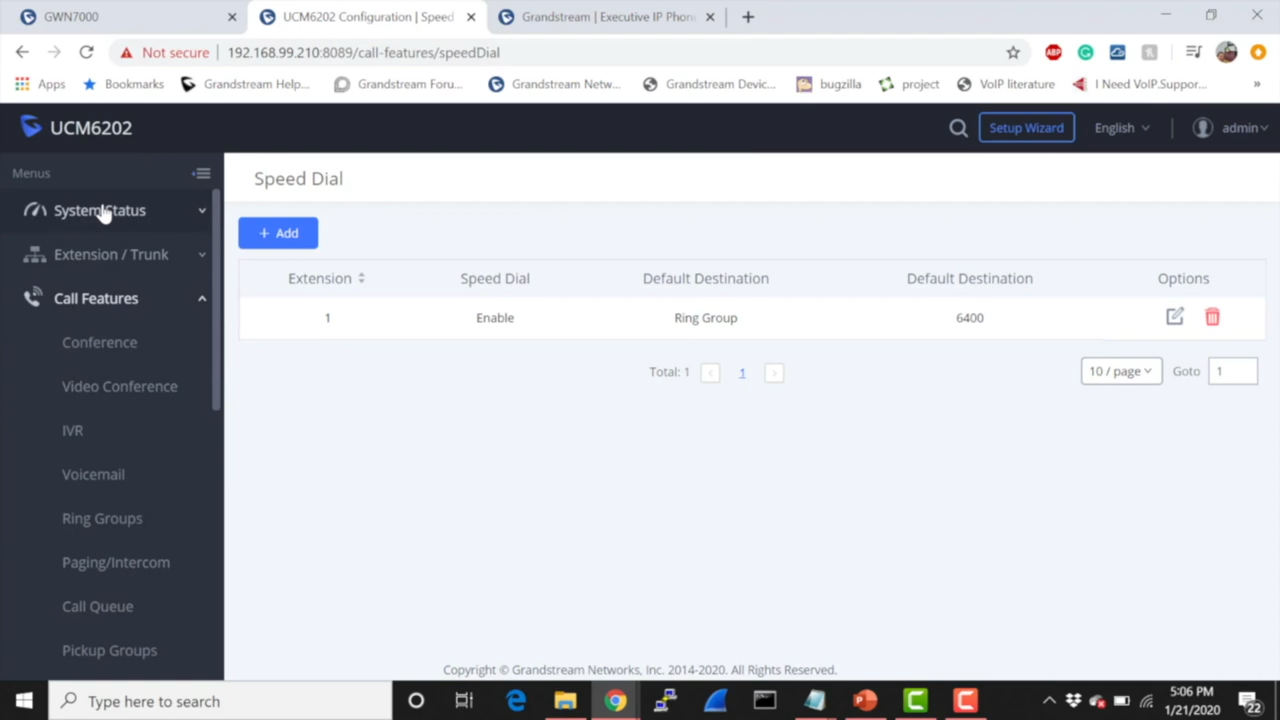 GWN7000
UCM6202 Configuration | Speed
Grandstream | Executive IP Phon
Not secure
192.168.99.210:8089/call-features/speedDial
ABP
Apps
Bookmarks
Grandstream Help...
Grandstream Foru...
Grandstream Netw...
Grandstream Devic...
bugzilla
project
VoIP literature
I Need VoIP.Suppor...
»
UCM6202
Setup Wizard
English
admin
Menus
System Status
Extension / Trunk
Call Features
Conference
Video Conference
IVR
Voicemail
Ring Groups
Paging/Intercom
Call Queue
Pickup Groups
Speed Dial
+ Add
Extension Speed Dial Default Destination Default Destination Options
1 Enable Ring Group 6400
Total: 1 < 1 > 10 / page Goto 1
Copyright © Grandstream Networks, Inc. 2014-2020. All Rights Reserved.
Type here to search
5:06 PM
1/21/2020
22